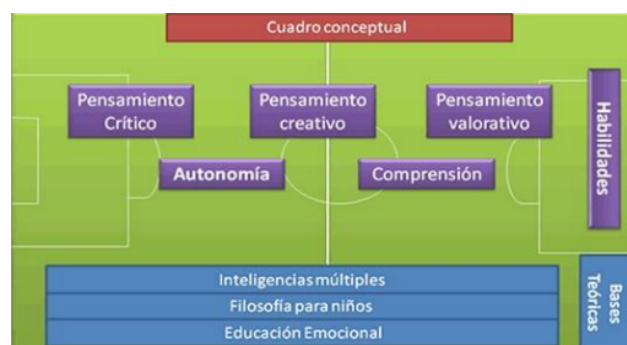 Cuadro conceptual
Pensamiento
Crítico
Pensamiento
creativo
Pensamiento
valorativo
Autonomía
Comprensión
Habilidades
Inteligencias múltiples
Filosofía para niños
Educación Emocional
Bases
Teóricas